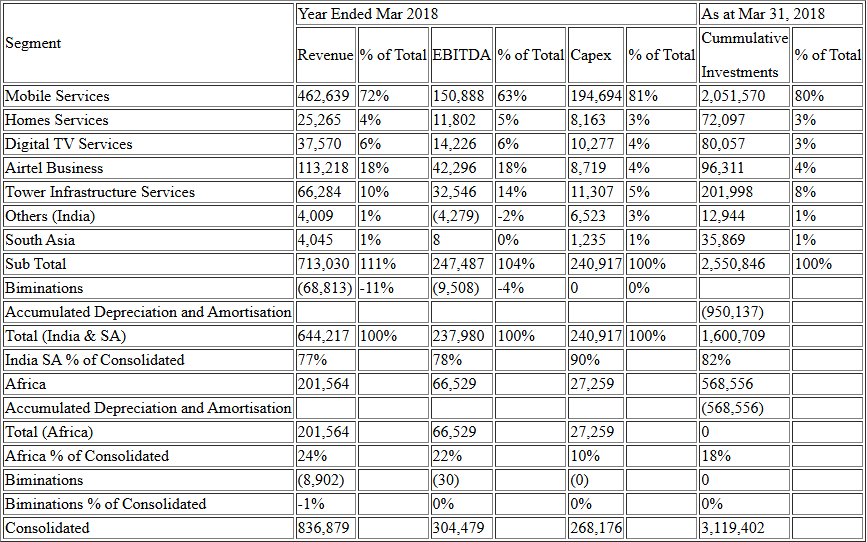 Segment Year Ended Mar 2018 As at Mar 31, 2018
Revenue % of Total EBITDA % of Total Capex % of Total Cummulative Investments % of Total
Mobile Services 462,639 72% 150,888 63% 194,694 81% 2,051,570 80%
Homes Services 25,265 4% 11,802 5% 8,163 3% 72,097 3%
Digital TV Services 37,570 6% 14,226 6% 10,277 4% 80,057 3%
Airtel Business 113,218 18% 42,296 18% 8,719 4% 96,311 4%
Tower Infrastructure Services 66,284 10% 32,546 14% 11,307 5% 201,998 8%
Others (India) 4,009 1% (4,279) -2% 6,523 3% 12,944 1%
South Asia 4,045 1% 8 0% 1,235 1% 35,869 1%
Sub Total 713,030 111% 247,487 104% 240,917 100% 2,550,846 100%
Biminations (68,813) -11% (9,508) -4% 0 0%
Accumulated Depreciation and Amortisation (950,137)
Total (India & SA) 644,217 100% 237,980 100% 240,917 100% 1,600,709
India SA % of Consolidated 77% 78% 90% 82%
Africa 201,564 66,529 27,259 568,556
Accumulated Depreciation and Amortisation (568,556)
Total (Africa) 201,564 66,529 27,259 0
Africa % of Consolidated 24% 22% 10% 18%
Biminations (8,902) (30) (0) 0
Biminations % of Consolidated -1% 0% 0% 0%
Consolidated 836,879 304,479 268,176 3,119,402